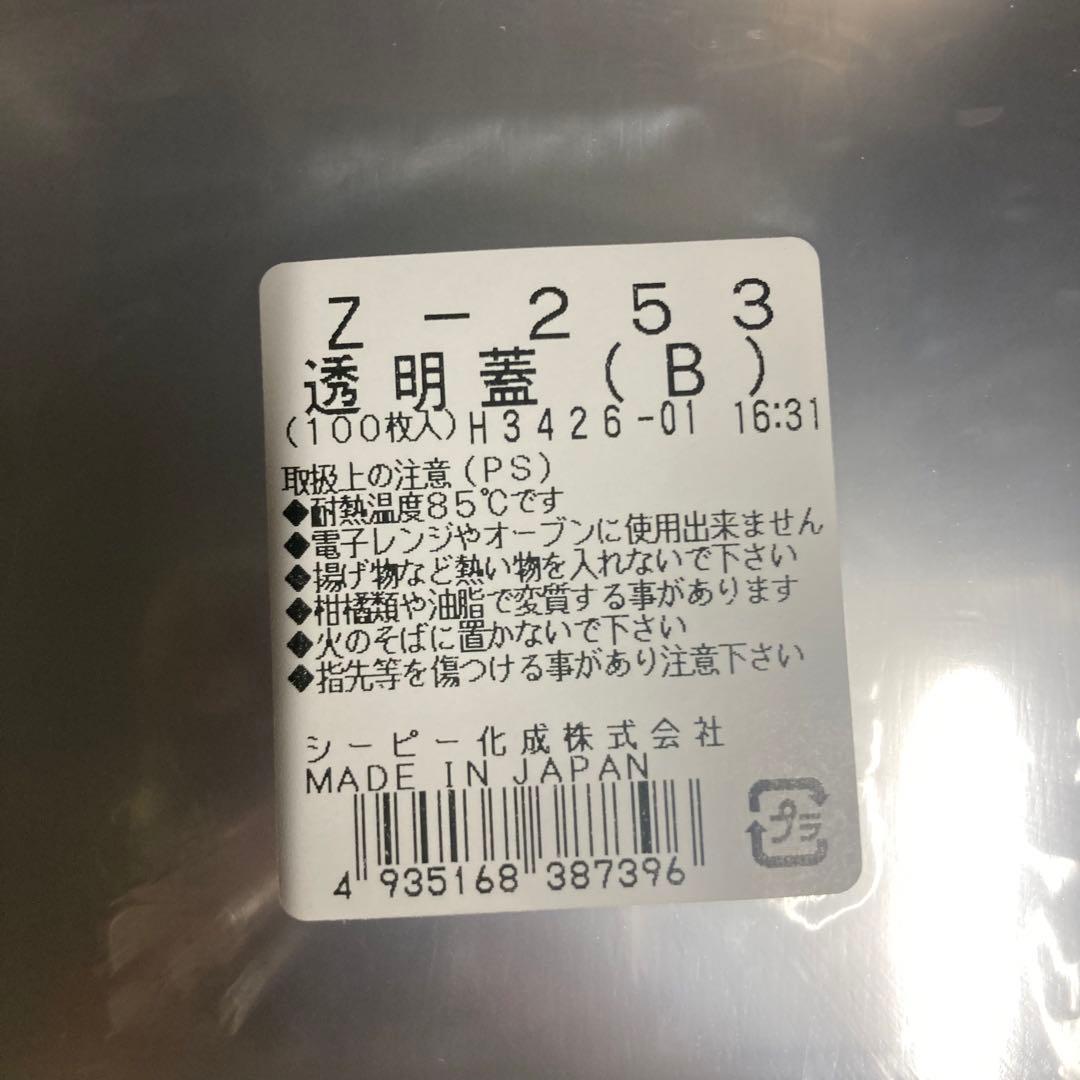 Z－２５３
透明蓋（B）
（１００枚入）H3426-01 16:31
取扱上の注意（PS）
◆耐熱温度８５℃です
◆電子レンジやオーブンに使用出来ません
◆揚げ物など熱い物を入れないで下さい
◆柑橘類や油脂で変質する事があります
◆火のそばに置かないで下さい
◆指先等を傷つける事があり注意下さい
シーピー化成株式会社
MADE IN JAPAN
プラ
4 935168 387396